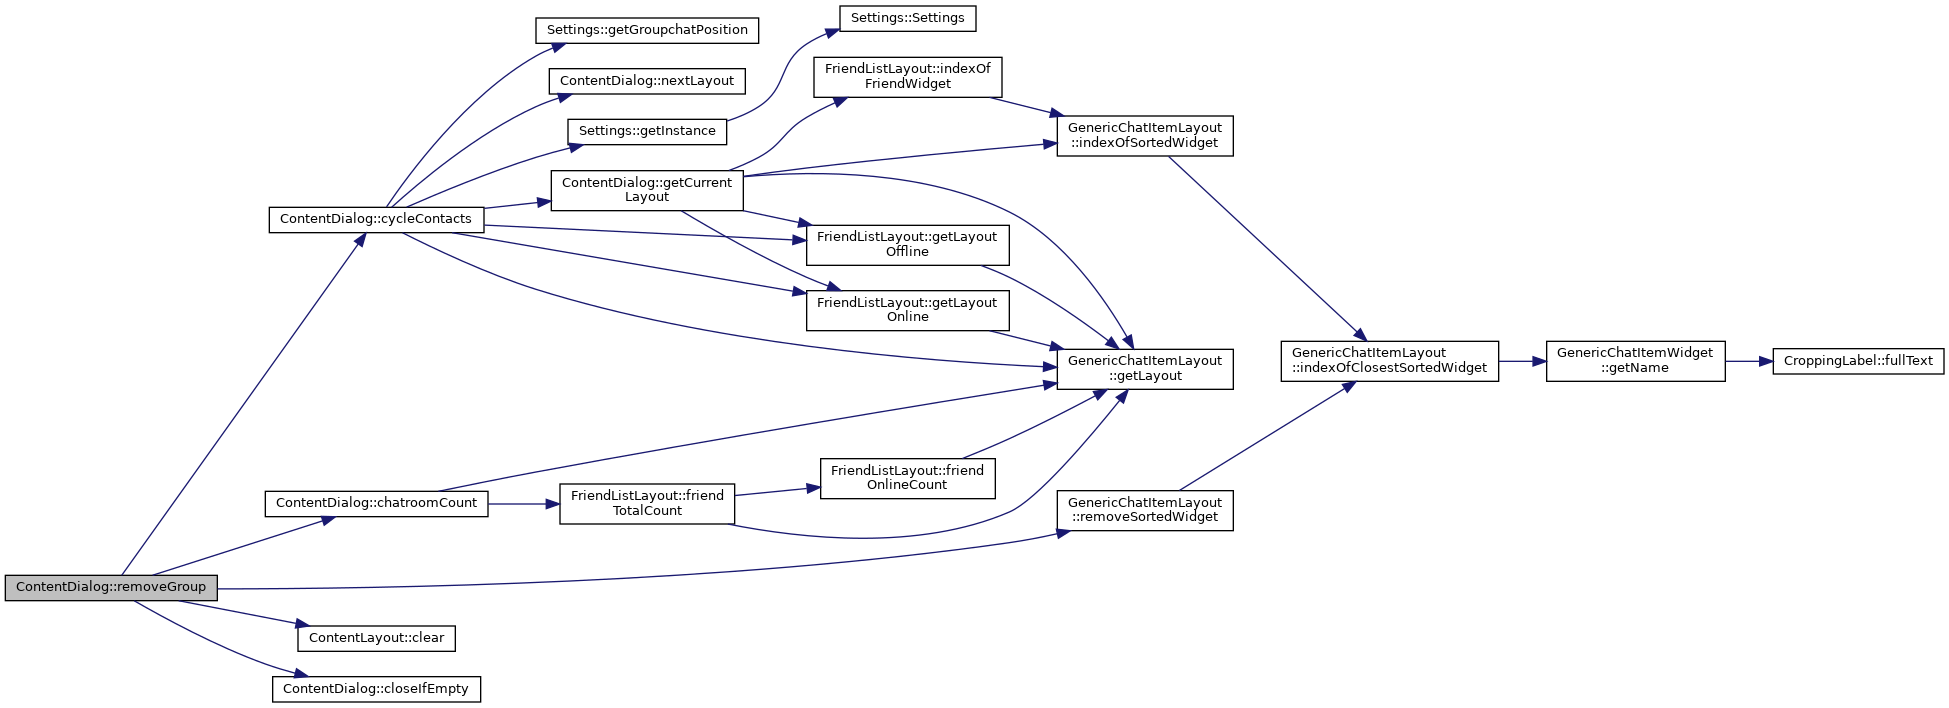 Settings::Settings
Settings::getGroupchatPosition
FriendListLayout::indexOf
FriendWidget
ContentDialog::nextLayout
Settings::getInstance
GenericChatItemLayout
::indexOfSortedWidget
ContentDialog::getCurrent
Layout
ContentDialog::cycleContacts
FriendListLayout::getLayout
Offline
FriendListLayout::getLayout
Online
GenericChatItemLayout
::getLayout
GenericChatItemLayout
::indexOfClosestSortedWidget
GenericChatItemWidget
::getName
CroppingLabel::fullText
FriendListLayout::friend
OnlineCount
ContentDialog::chatroomCount
FriendListLayout::friend
TotalCount
GenericChatItemLayout
::removeSortedWidget
ContentDialog::removeGroup
ContentLayout::clear
ContentDialog::closeIfEmpty